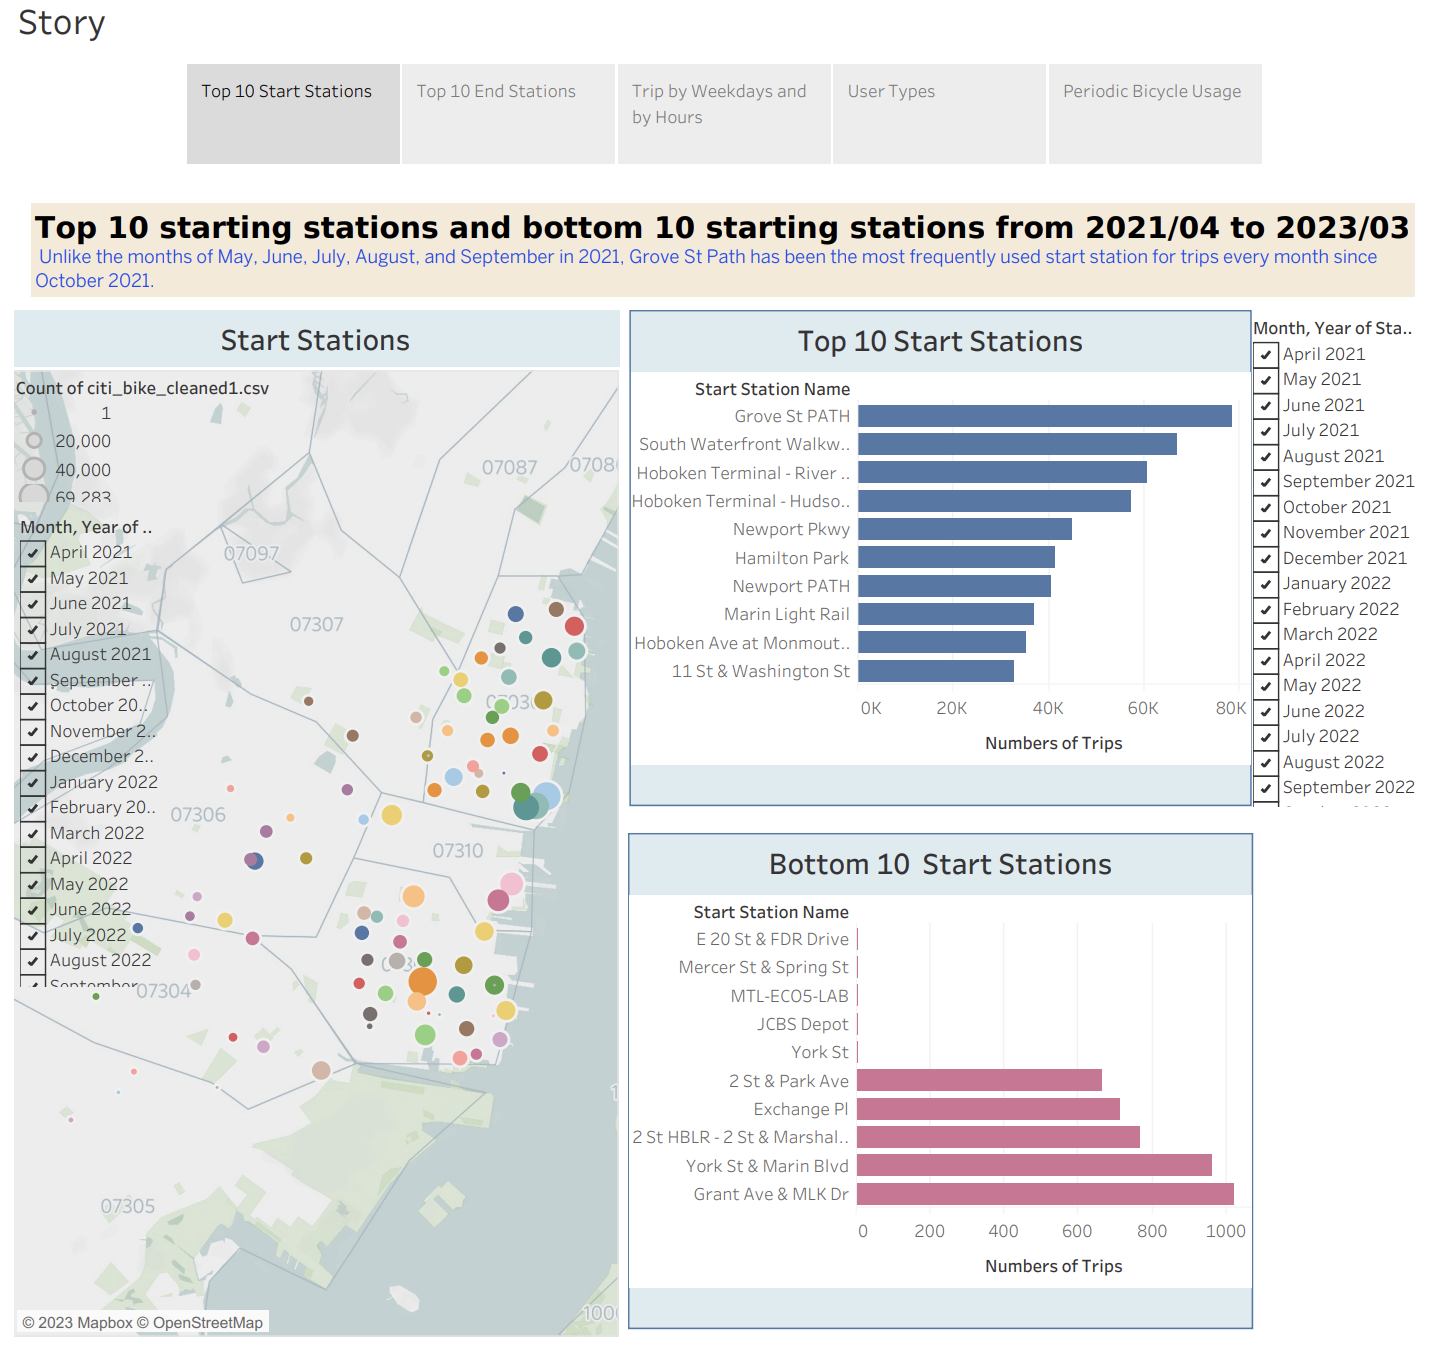 Story
Top 10 Start Stations
Top 10 End Stations
Trip by Weekdays and
by Hours
User Types
Periodic Bicycle Usage
Top 10 starting stations and bottom 10 starting stations from 2021/04 to 2023/03
Unlike the months of May, June, July, August, and September in 2021, Grove St Path has been the most frequently used start station for trips every month since
October 2021.
Start Stations
Count of citi_bike_cleaned1.csv
1
20,000
40,000
69,283
Month, Year of ..
April 2021
May 2021
June 2021
July 2021
August 2021
September ..
October 20..
November 2..
December 2..
January 2022
February 20..
March 2022
April 2022
May 2022
June 2022
July 2022
August 2022
September
07087
07097
07307
07306
07310
07304
07305
© 2023 Mapbox © OpenStreetMap
Top 10 Start Stations
Start Station Name
Grove St PATH
South Waterfront Walkw..
Hoboken Terminal - River ..
Hoboken Terminal - Hudso..
Newport Pkwy
Hamilton Park
Newport PATH
Marin Light Rail
Hoboken Ave at Monmout..
11 St & Washington St
0K 20K 40K 60K 80K
Numbers of Trips
Month, Year of Sta..
April 2021
May 2021
June 2021
July 2021
August 2021
September 2021
October 2021
November 2021
December 2021
January 2022
February 2022
March 2022
April 2022
May 2022
June 2022
July 2022
August 2022
September 2022
Bottom 10 Start Stations
Start Station Name
E 20 St & FDR Drive
Mercer St & Spring St
MTL-ECO5-LAB
JCBS Depot
York St
2 St & Park Ave
Exchange Pl
2 St HBLR - 2 St & Marshal..
York St & Marin Blvd
Grant Ave & MLK Dr
0 200 400 600 800 1000
Numbers of Trips